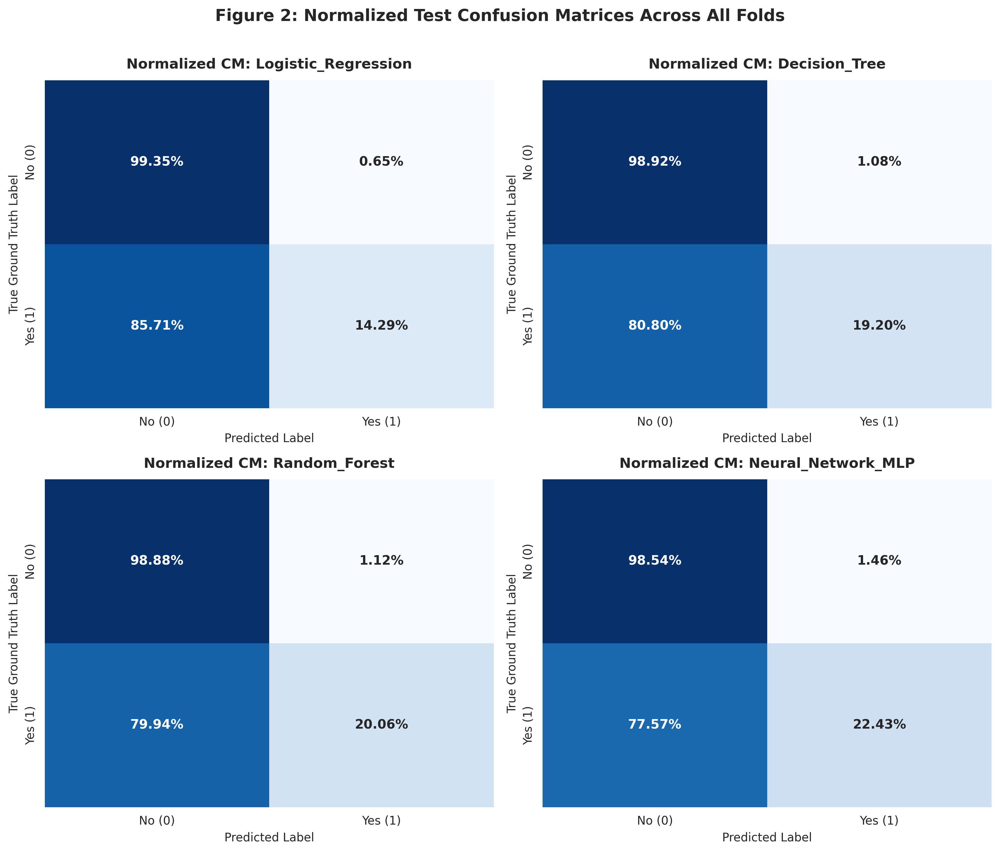 Figure 2: Normalized Test Confusion Matrices Across All Folds
Normalized CM: Logistic_Regression
True Ground Truth Label
No (0)
Yes (1)
99.35%
0.65%
85.71%
14.29%
No (0)
Yes (1)
Predicted Label
Normalized CM: Decision_Tree
True Ground Truth Label
No (0)
Yes (1)
98.92%
1.08%
80.80%
19.20%
No (0)
Yes (1)
Predicted Label
Normalized CM: Random_Forest
True Ground Truth Label
No (0)
Yes (1)
98.88%
1.12%
79.94%
20.06%
No (0)
Yes (1)
Predicted Label
Normalized CM: Neural_Network_MLP
True Ground Truth Label
No (0)
Yes (1)
98.54%
1.46%
77.57%
22.43%
No (0)
Yes (1)
Predicted Label